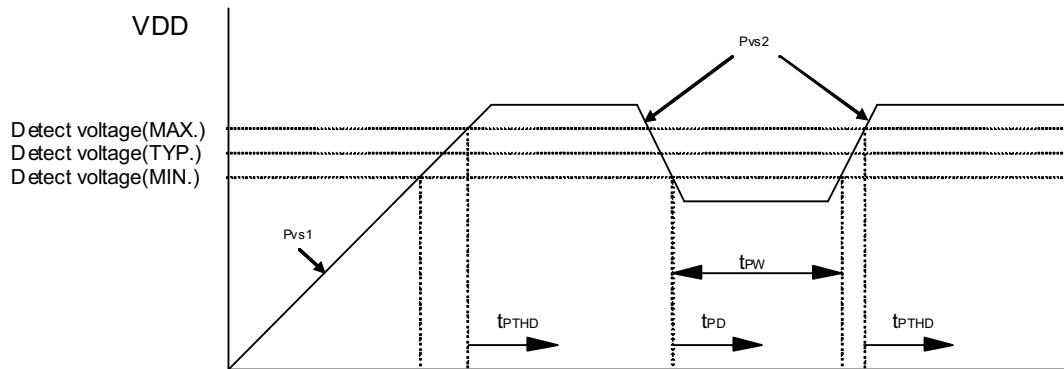 VDD
Pvs2
Detect voltage(MAX.)
Detect voltage(TYP.)
Detect voltage(MIN.)
Pvs1
tPW
tPTHD
tPD
tPTHD